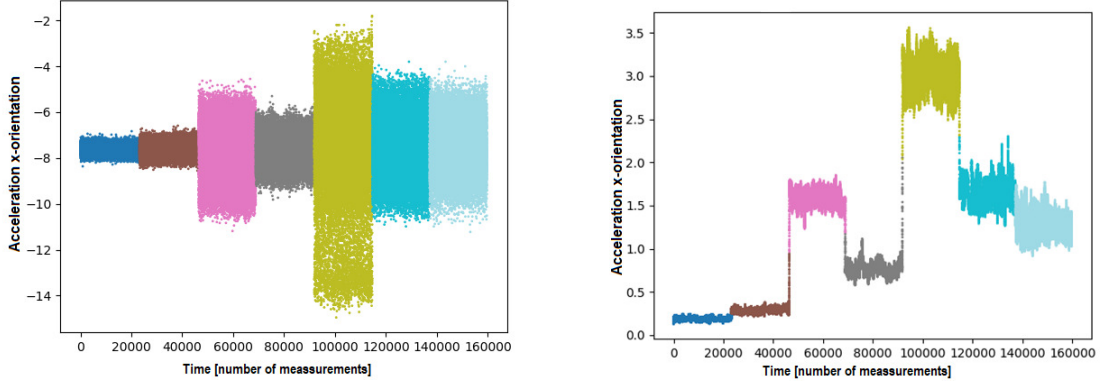 Acceleration x-orientation
−2
−4
−6
−8
−10
−12
−14
0 20000 40000 60000 80000 100000 120000 140000 160000
Time [number of meassurements]
Acceleration x-orientation
3.5
3.0
2.5
2.0
1.5
1.0
0.5
0.0
0 20000 40000 60000 80000 100000 120000 140000 160000
Time [number of meassurements]